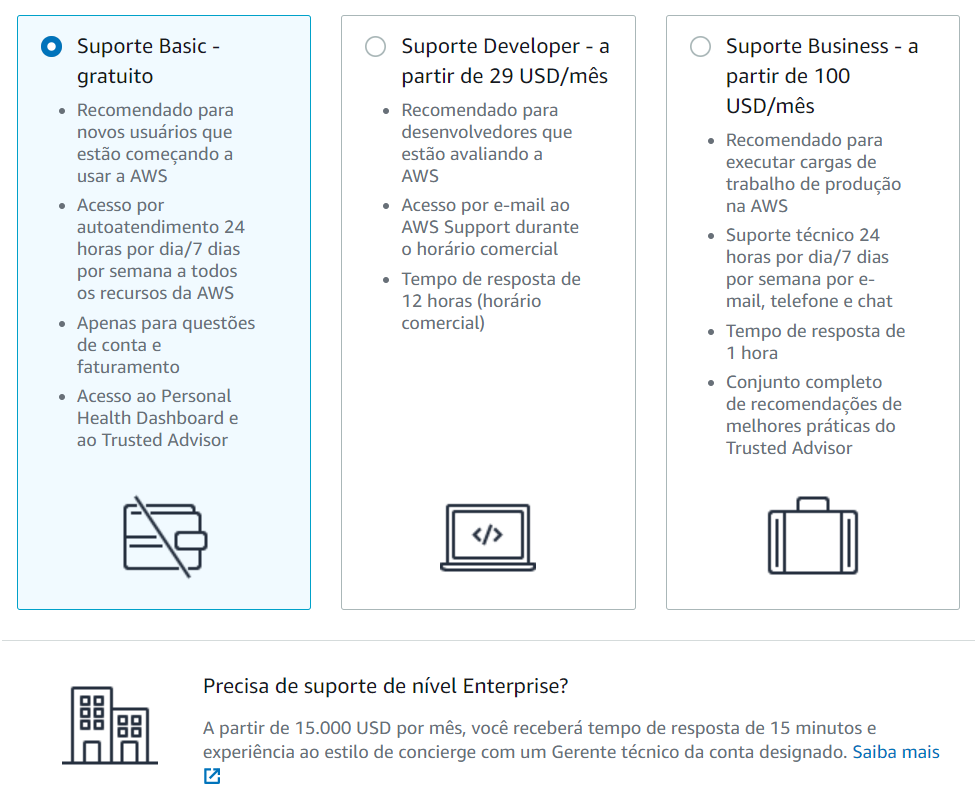 Suporte Basic -
gratuito
• Recomendado para
novos usuários que
estão começando a
usar a AWS
• Acesso por
autoatendimento 24
horas por dia/7 dias
por semana a todos
os recursos da AWS
• Apenas para questões
de conta e
faturamento
• Acesso ao Personal
Health Dashboard e
ao Trusted Advisor
Suporte Developer - a
partir de 29 USD/mês
• Recomendado para
desenvolvedores que
estão avaliando a
AWS
• Acesso por e-mail ao
AWS Support durante
o horário comercial
• Tempo de resposta de
12 horas (horário
comercial)
</>
Suporte Business - a
partir de 100
USD/mês
• Recomendado para
executar cargas de
trabalho de produção
na AWS
• Suporte técnico 24
horas por dia/7 dias
por semana por e-
mail, telefone e chat
• Tempo de resposta de
1 hora
• Conjunto completo
de recomendações de
melhores práticas do
Trusted Advisor
Precisa de suporte de nível Enterprise?
A partir de 15.000 USD por mês, você receberá tempo de resposta de 15 minutos e
experiência ao estilo de concierge com um Gerente técnico da conta designado. Saiba mais